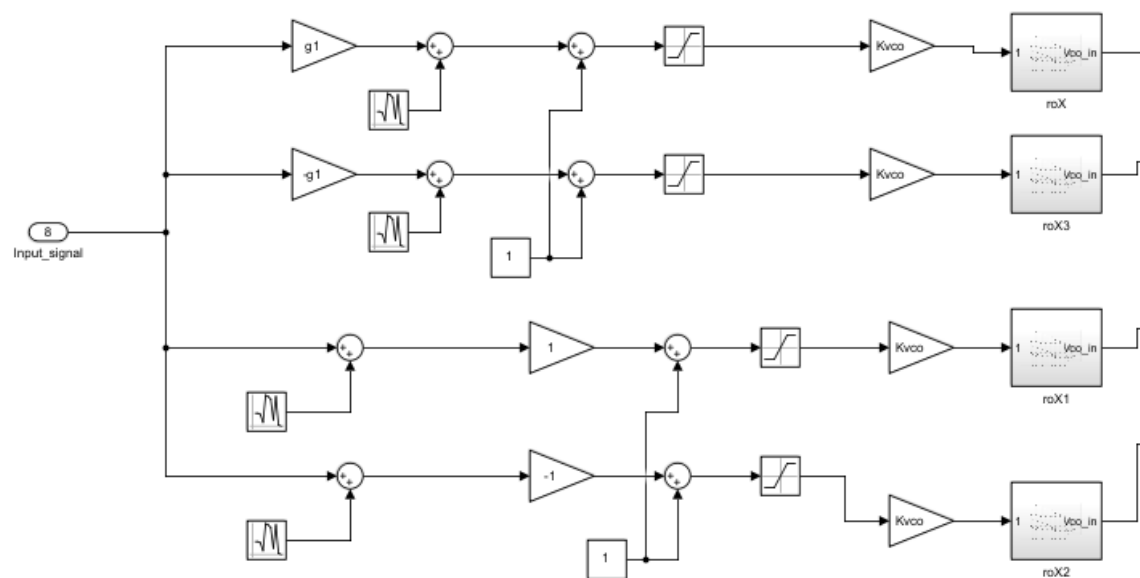 g1
Kvco
1
Vco_in
roX
-g1
Kvco
1
Vco_in
roX3
8
Input_signal
1
1
Kvco
1
Vco_in
roX1
-1
Kvco
1
Vco_in
roX2
1